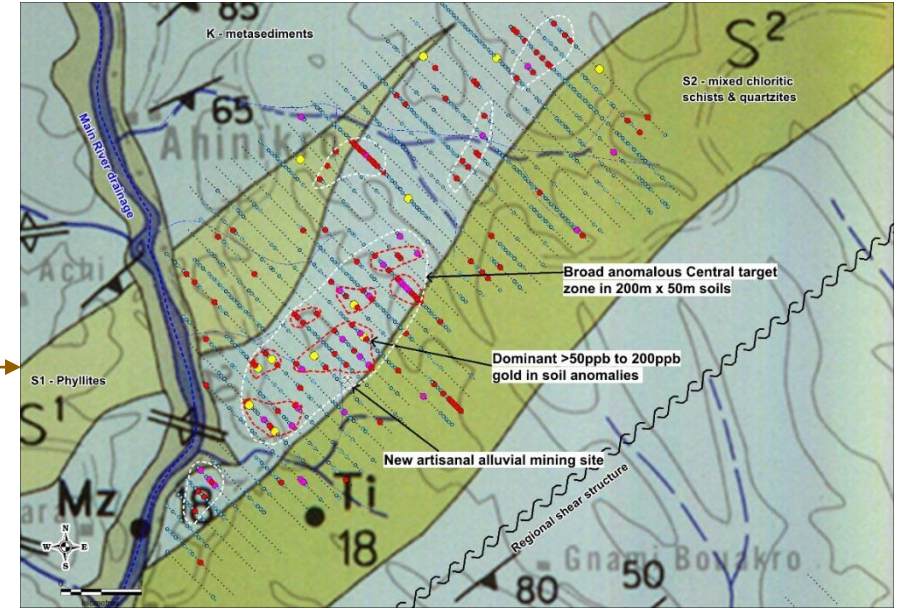 85
K - metasediments
S²
S2 - mixed chloritic
schists & quartzites
65
Main River drainage
Achi
Broad anomalous Central target
zone in 200m x 50m soils
Dominant >50ppb to 200ppb
gold in soil anomalies
S1 - Phyllites
S¹
New artisanal alluvial mining site
Mz
18
Ti
18
Regional shear structure
N
W E
S
Gnami Bouakro
80
50